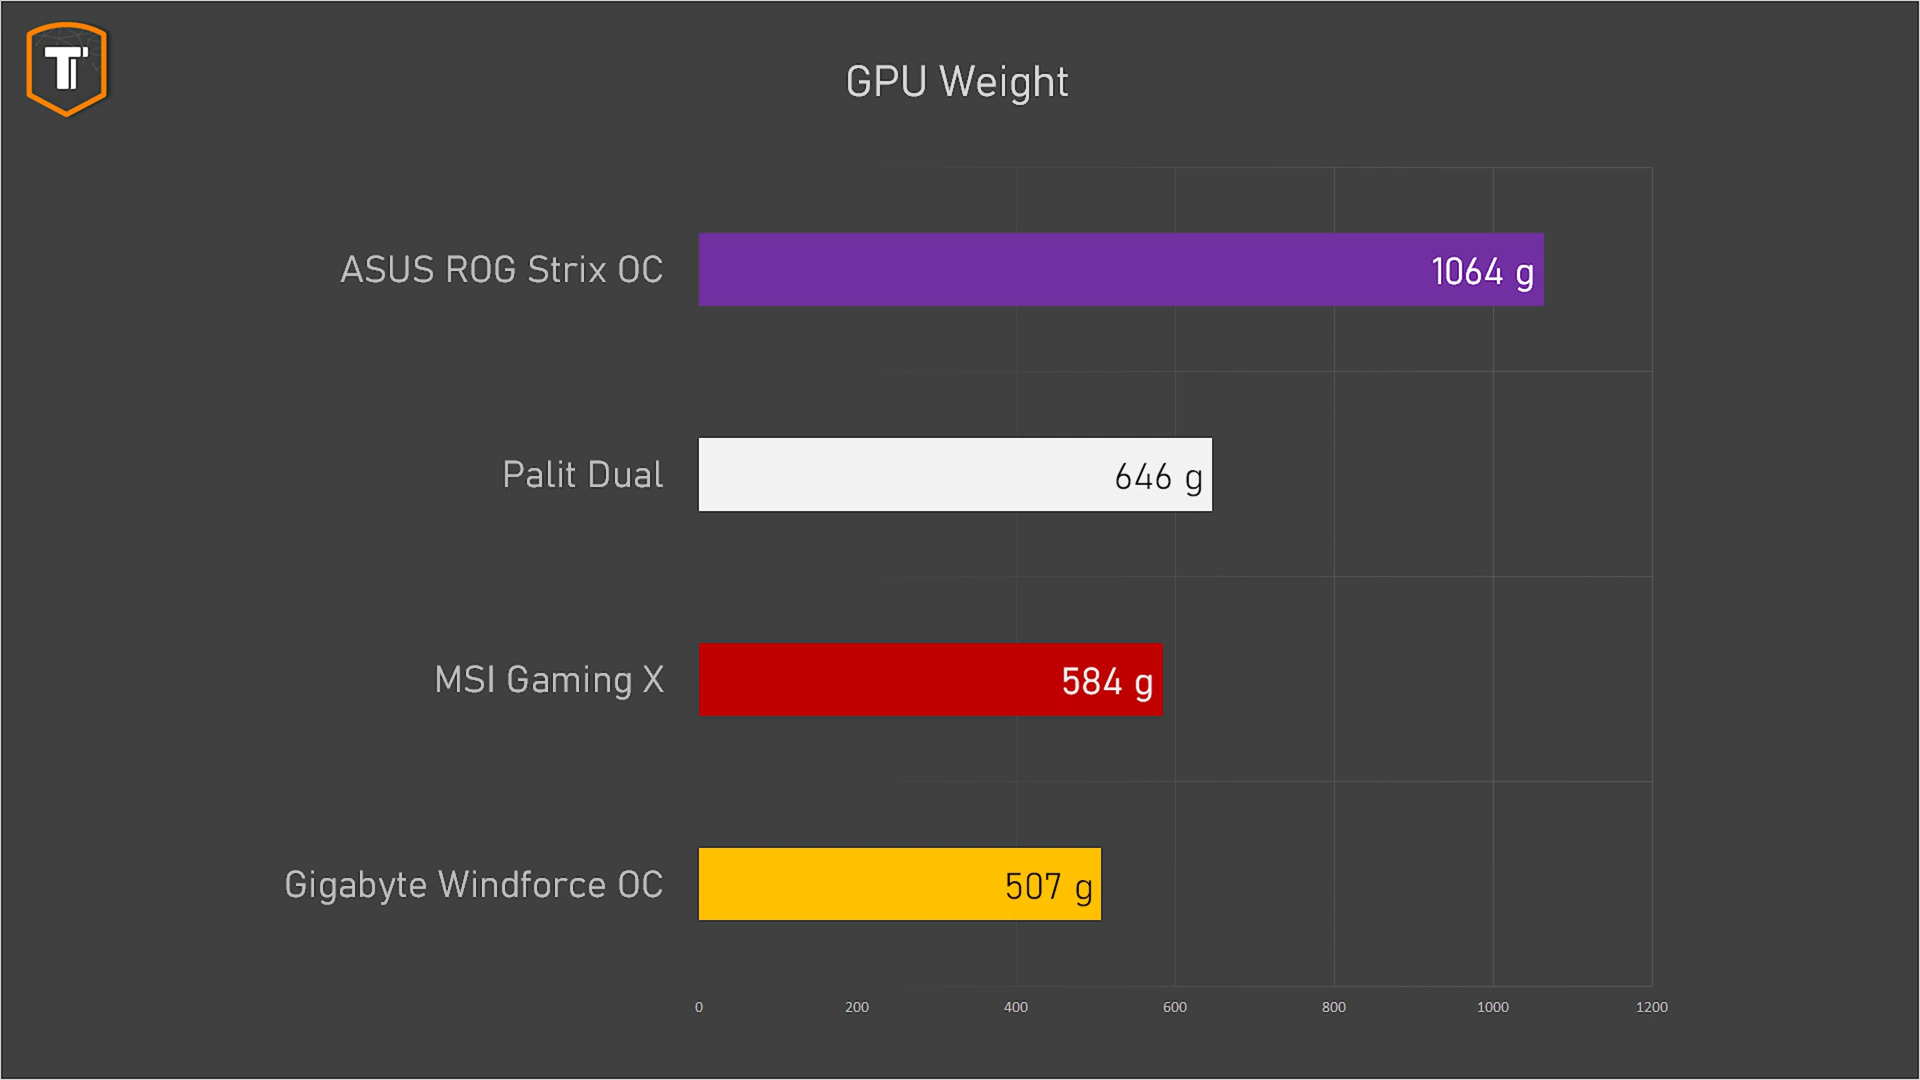 GPU Weight
ASUS ROG Strix OC
1064 g
Palit Dual
646 g
MSI Gaming X
584 g
Gigabyte Windforce OC
507 g
0 200 400 600 800 1000 1200